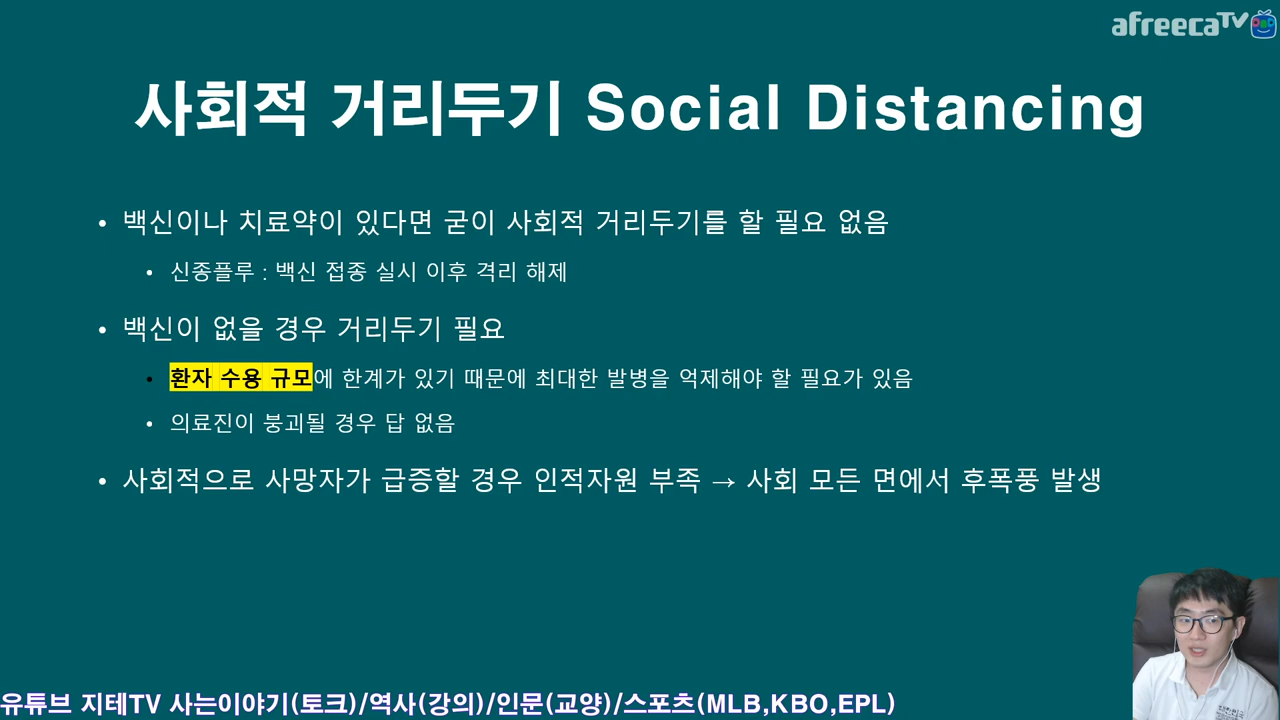 afreecaTV
사회적 거리두기 Social Distancing
• 백신이나 치료약이 있다면 굳이 사회적 거리두기를 할 필요 없음
• 신종플루 : 백신 접종 실시 이후 격리 해제
• 백신이 없을 경우 거리두기 필요
• 환자 수용 규모에 한계가 있기 때문에 최대한 발병을 억제해야 할 필요가 있음
• 의료진이 붕괴될 경우 답 없음
• 사회적으로 사망자가 급증할 경우 인적자원 부족 → 사회 모든 면에서 후폭풍 발생
유튜브 지테TV 사는이야기(토크)/역사(강의)/인문(교양)/스포츠(MLB,KBO,EPL)